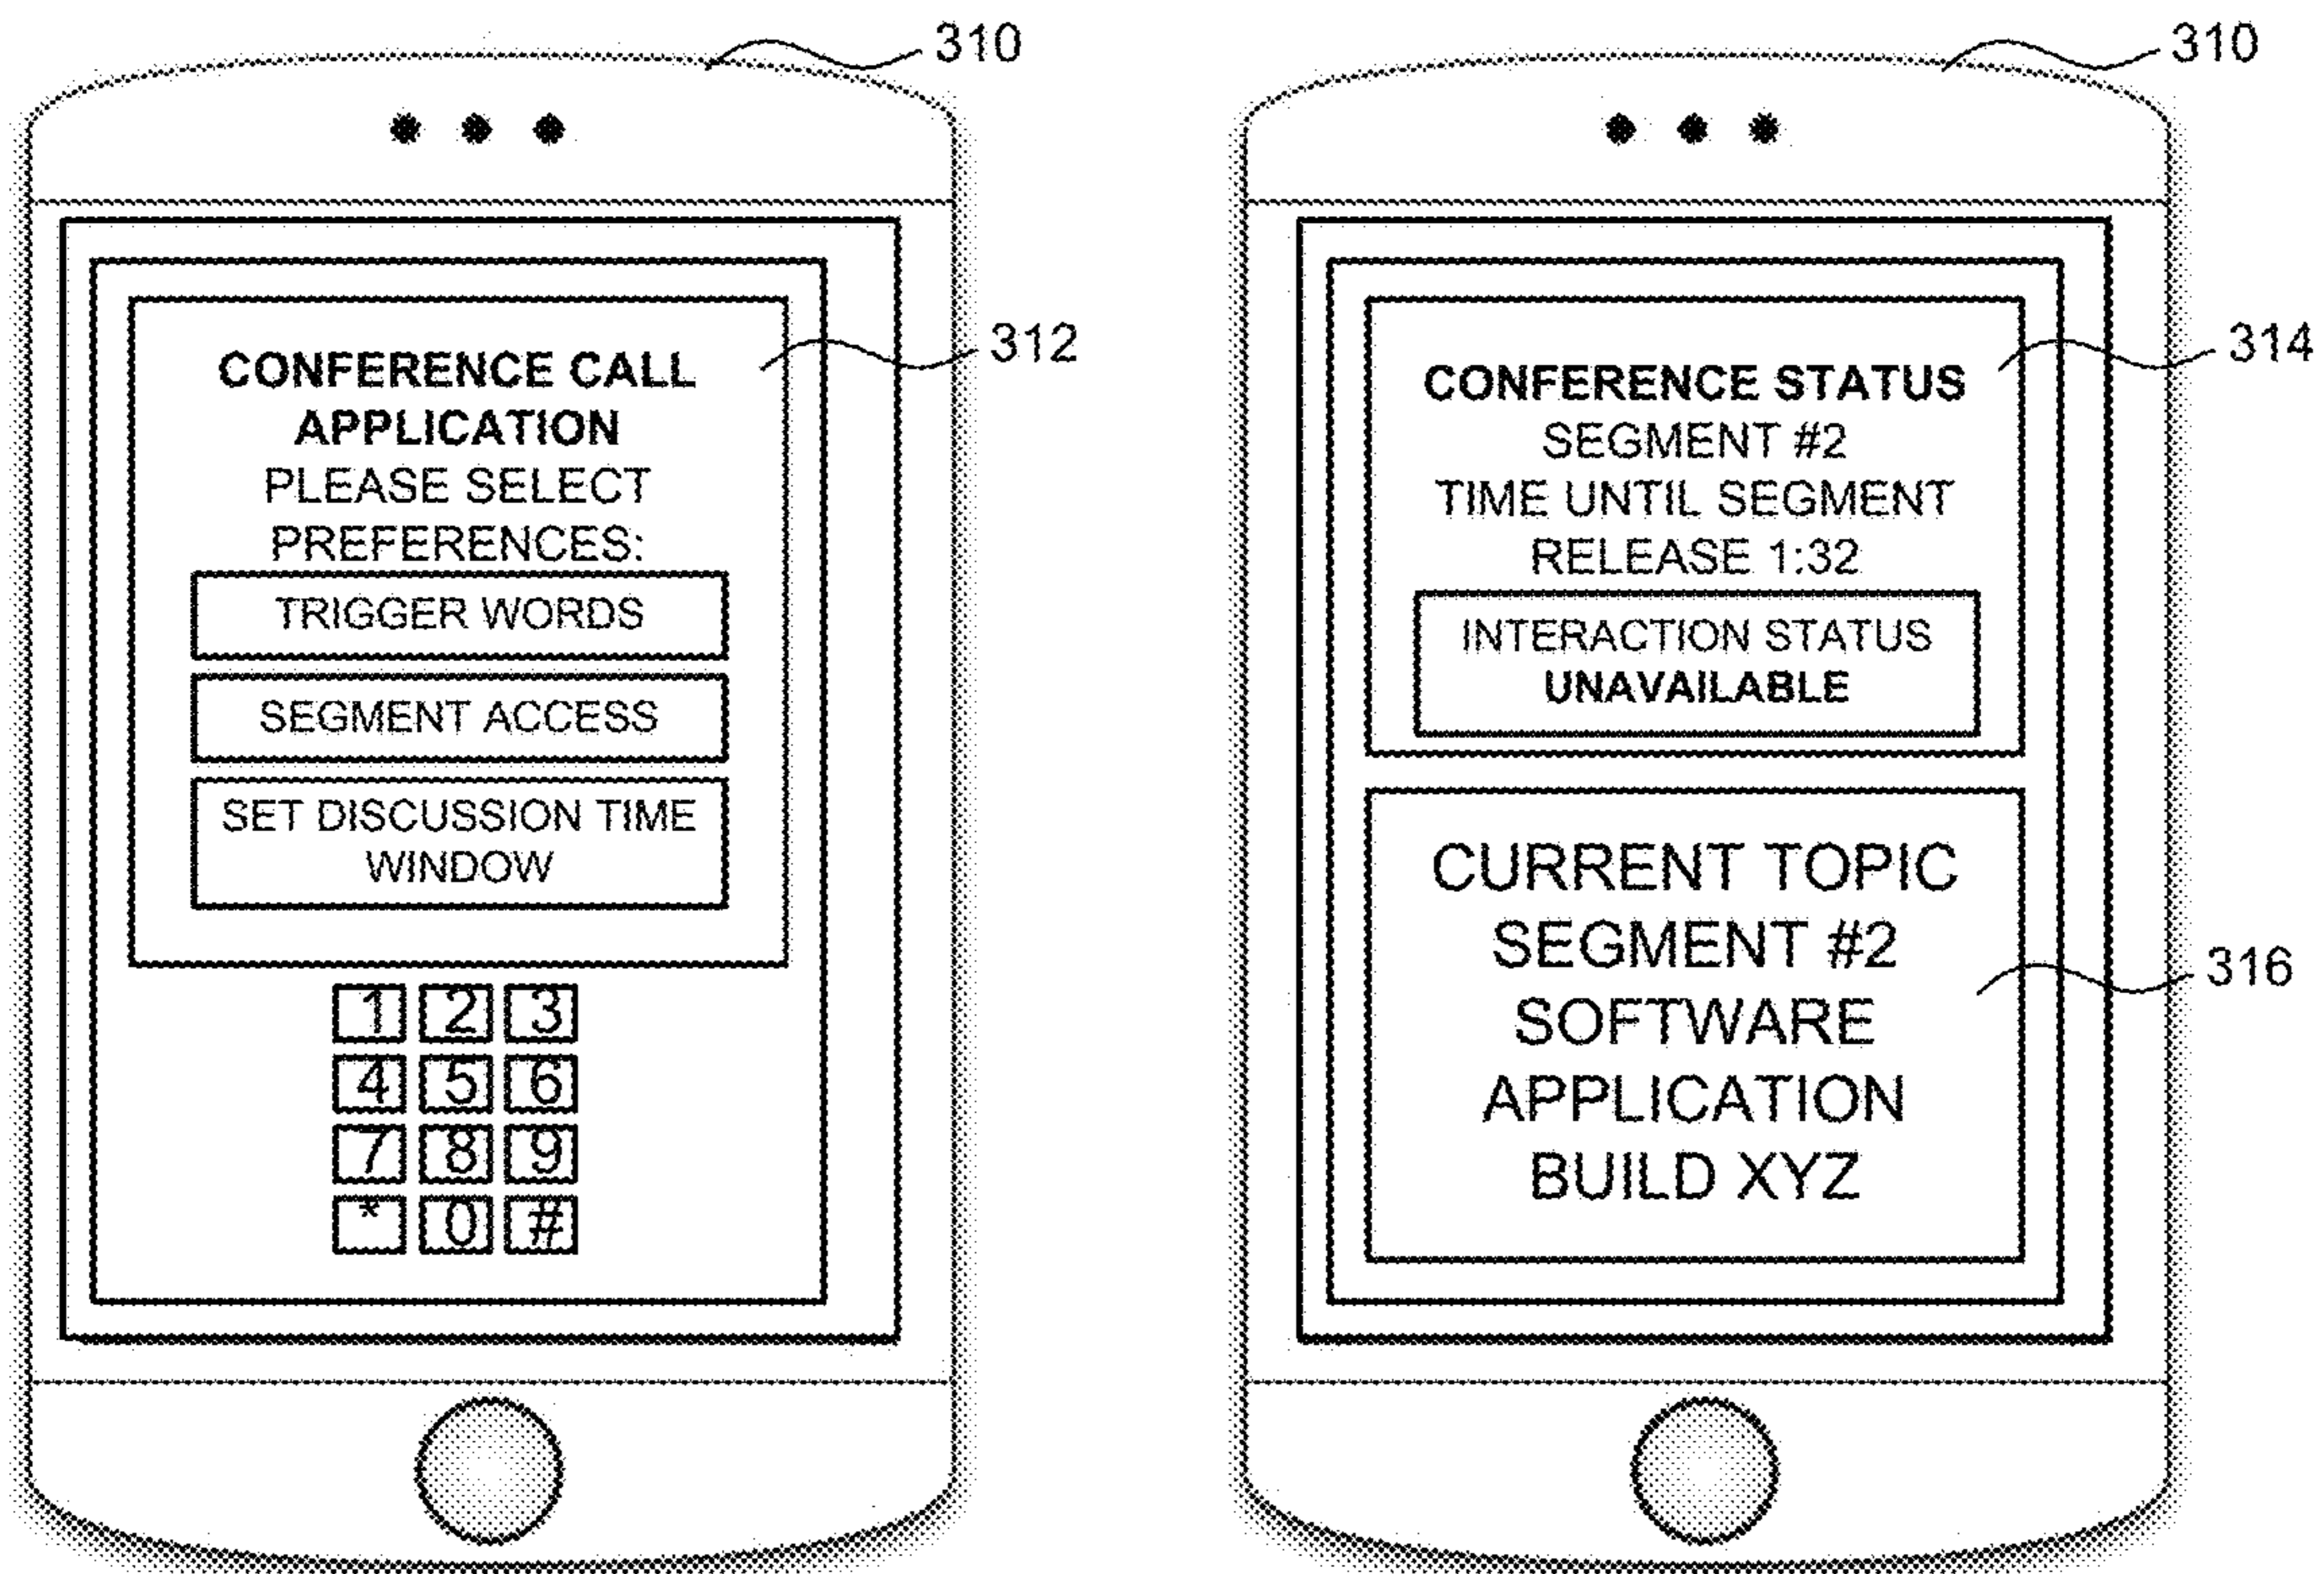 310
312
CONFERENCE CALL
APPLICATION
PLEASE SELECT
PREFERENCES:
TRIGGER WORDS
SEGMENT ACCESS
SET DISCUSSION TIME
WINDOW
1 2 3
4 5 6
7 8 9
* 0 #
310
314
CONFERENCE STATUS
SEGMENT #2
TIME UNTIL SEGMENT
RELEASE 1:32
INTERACTION STATUS
UNAVAILABLE
CURRENT TOPIC
SEGMENT #2
SOFTWARE
APPLICATION
BUILD XYZ
316